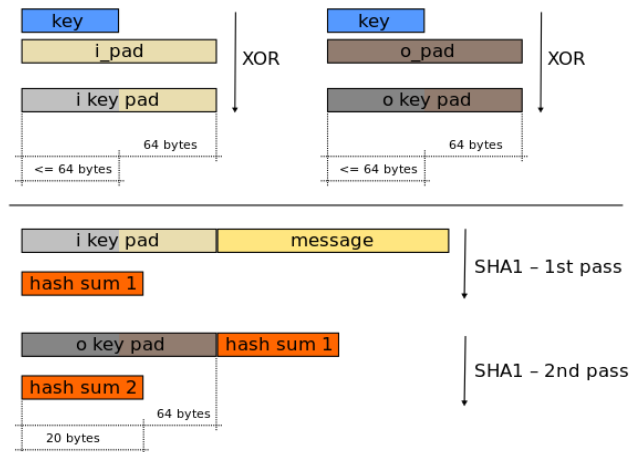 key
i_pad
XOR
i key pad
64 bytes
<= 64 bytes
key
o_pad
XOR
o key pad
64 bytes
<= 64 bytes
i key pad message
SHA1 – 1st pass
hash sum 1
o key pad hash sum 1
SHA1 – 2nd pass
hash sum 2
64 bytes
20 bytes